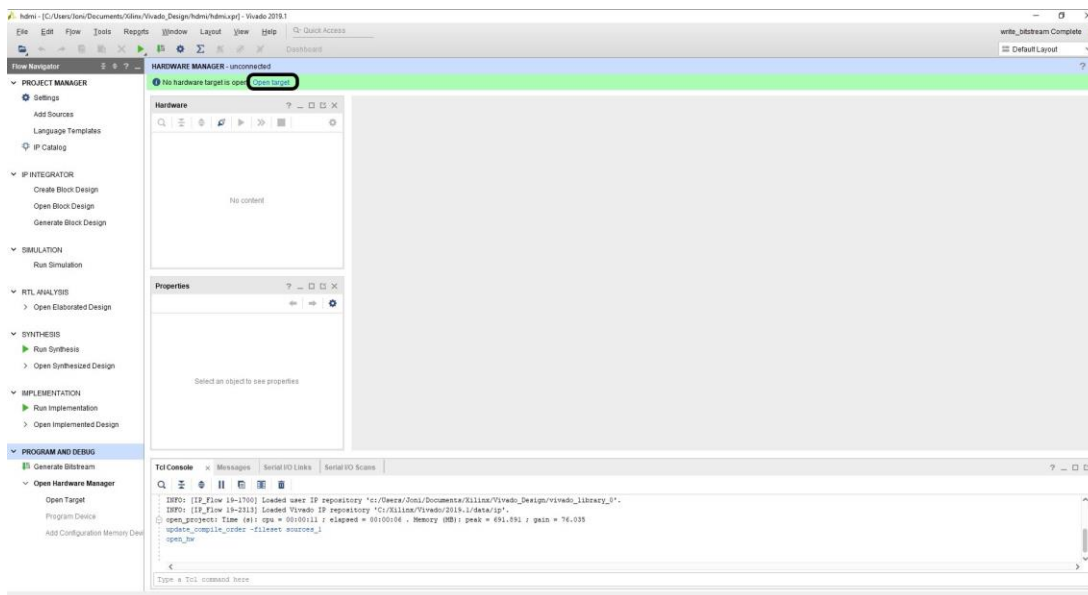 hdmi - [C:/Users/Joni/Documents/Xilinx/Vivado_Design/hdmi/hdmi.xpr] - Vivado 2019.1
File Edit Flow Tools Reports Window Layout View Help Quick Access
write_bitstream Complete
Dashboard
Default Layout
Flow Navigator
PROJECT MANAGER
Settings
Add Sources
Language Templates
IP Catalog
IP INTEGRATOR
Create Block Design
Open Block Design
Generate Block Design
SIMULATION
Run Simulation
RTL ANALYSIS
Open Elaborated Design
SYNTHESIS
Run Synthesis
Open Synthesized Design
IMPLEMENTATION
Run Implementation
Open Implemented Design
PROGRAM AND DEBUG
Generate Bitstream
Open Hardware Manager
Open Target
Program Device
Add Configuration Memory Devi
HARDWARE MANAGER - unconnected
No hardware target is open. Open target
Hardware
No content
Properties
Select an object to see properties
Tcl Console Messages Serial I/O Links Serial I/O Scans
INFO: [IP_Flow 19-1700] Loaded user IP repository 'c:/Users/Joni/Documents/Xilinx/Vivado_Design/vivado_library_0'.
INFO: [IP_Flow 19-2313] Loaded Vivado IP repository 'C:/Xilinx/Vivado/2019.1/data/ip'.
open_project: Time (s): cpu = 00:00:11 ; elapsed = 00:00:06 . Memory (MB): peak = 691.891 ; gain = 76.035
update_compile_order -fileset sources_1
open_hw
Type a Tcl command here